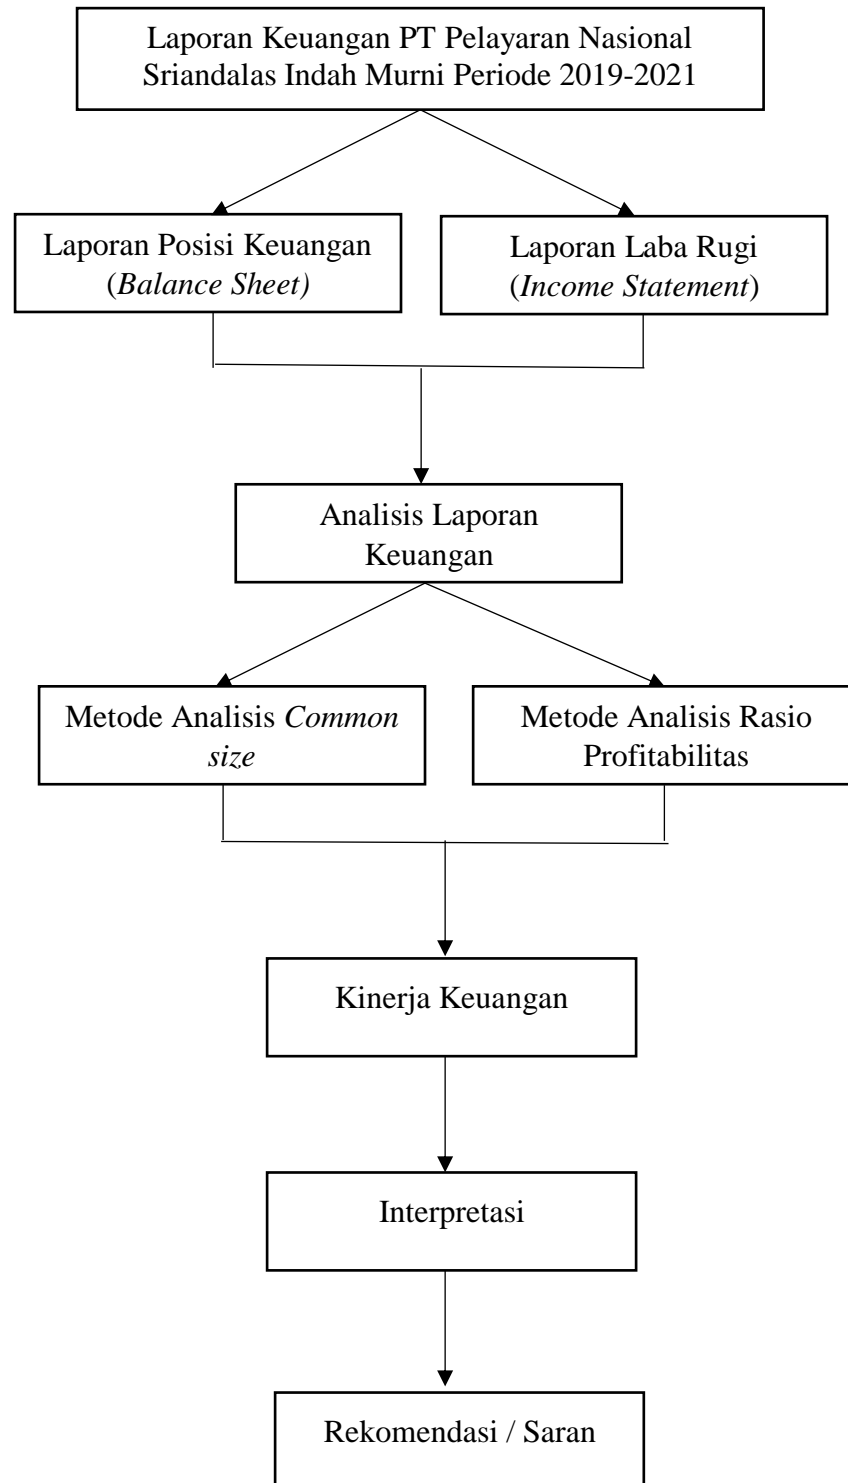 Laporan Keuangan PT Pelayaran Nasional
Sriandalas Indah Murni Periode 2019-2021
Laporan Posisi Keuangan
(Balance Sheet)
Laporan Laba Rugi
(Income Statement)
Analisis Laporan
Keuangan
Metode Analisis Common
size
Metode Analisis Rasio
Profitabilitas
Kinerja Keuangan
Interpretasi
Rekomendasi / Saran